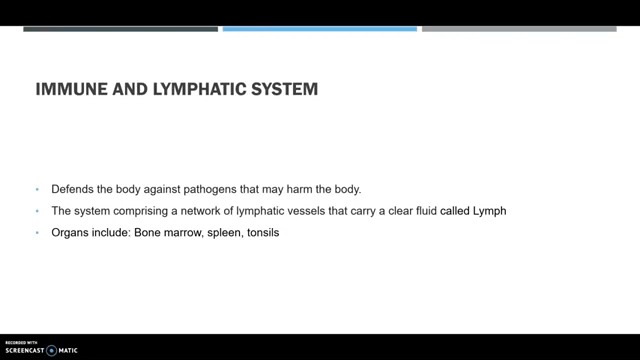 IMMUNE AND LYMPHATIC SYSTEM
Defends the body against pathogens that may harm the body.
The system comprising a network of lymphatic vessels that carry a clear fluid called Lymph
Organs include: Bone marrow, spleen, tonsils
RECORDED WITH
SCREENCAST MATIC